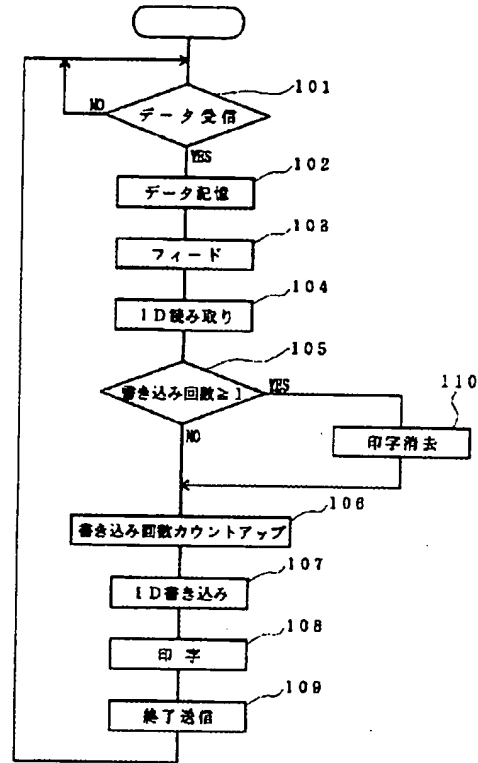 101
データ受信
NO
YES
102
データ記憶
103
フィード
104
ID読み取り
105
書き込み回数≧1
YES
NO
110
印字消去
106
書き込み回数カウントアップ
107
ID書き込み
108
印字
109
終了送信